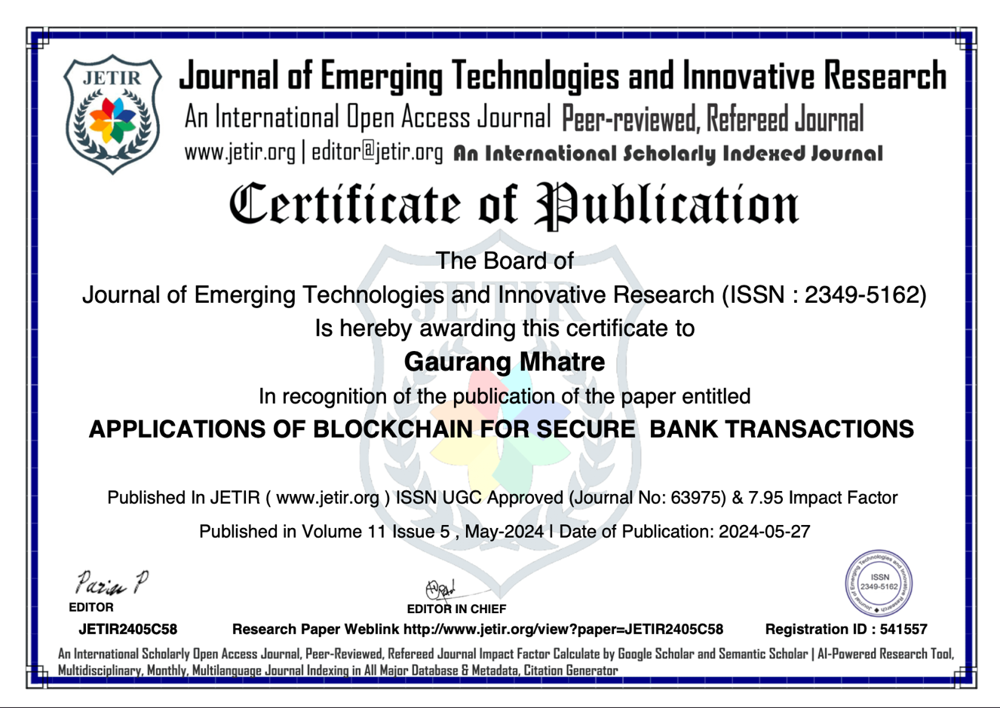 JETIR
Journal of Emerging Technologies and Innovative Research
An International Open Access Journal Peer-reviewed, Refereed Journal
www.jetir.org | editor@jetir.org An International Scholarly Indexed Journal
Certificate of Publication
The Board of
Journal of Emerging Technologies and Innovative Research (ISSN : 2349-5162)
Is hereby awarding this certificate to
Gaurang Mhatre
In recognition of the publication of the paper entitled
APPLICATIONS OF BLOCKCHAIN FOR SECURE  BANK TRANSACTIONS
JETIR
Published In JETIR ( www.jetir.org ) ISSN UGC Approved (Journal No: 63975) & 7.95 Impact Factor
Published in Volume 11 Issue 5 , May-2024 | Date of Publication: 2024-05-27
Journal of Emerging Technologies and Innovative Research
ISSN
2349-5162
EDITOR
EDITOR IN CHIEF
JETIR2405C58 Research Paper Weblink http://www.jetir.org/view?paper=JETIR2405C58 Registration ID : 541557
An International Scholarly Open Access Journal, Peer-Reviewed, Refereed Journal Impact Factor Calculate by Google Scholar and Semantic Scholar | AI-Powered Research Tool,
Multidisciplinary, Monthly, Multilanguage Journal Indexing in All Major Database & Metadata, Citation Generator